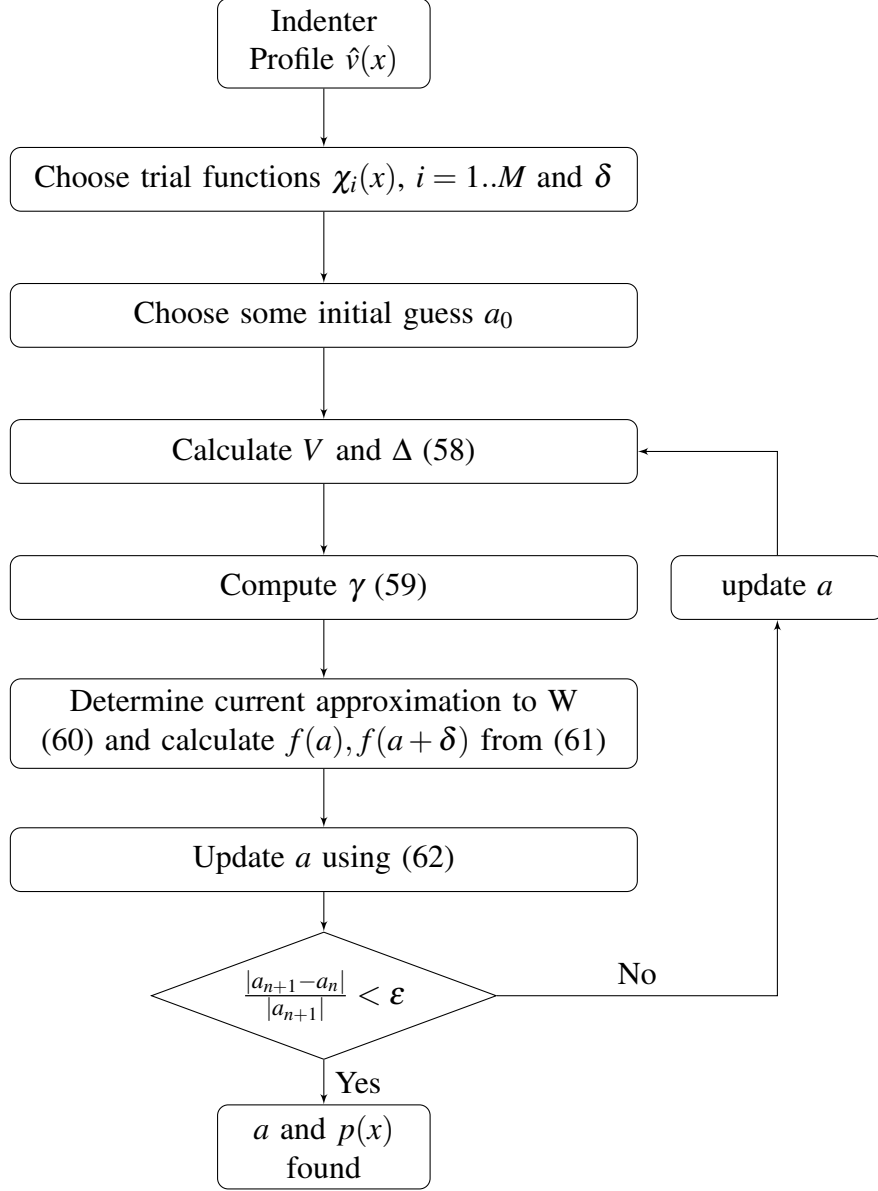 Indenter
Profile v̂(x)
Choose trial functions χᵢ(x), i = 1..M and δ
Choose some initial guess a₀
Calculate V and Δ (58)
Compute γ (59)
update a
Determine current approximation to W
(60) and calculate f(a), f(a + δ) from (61)
Update a using (62)
|aₙ₊₁−aₙ| / |aₙ₊₁| < ε
No
Yes
a and p(x)
found